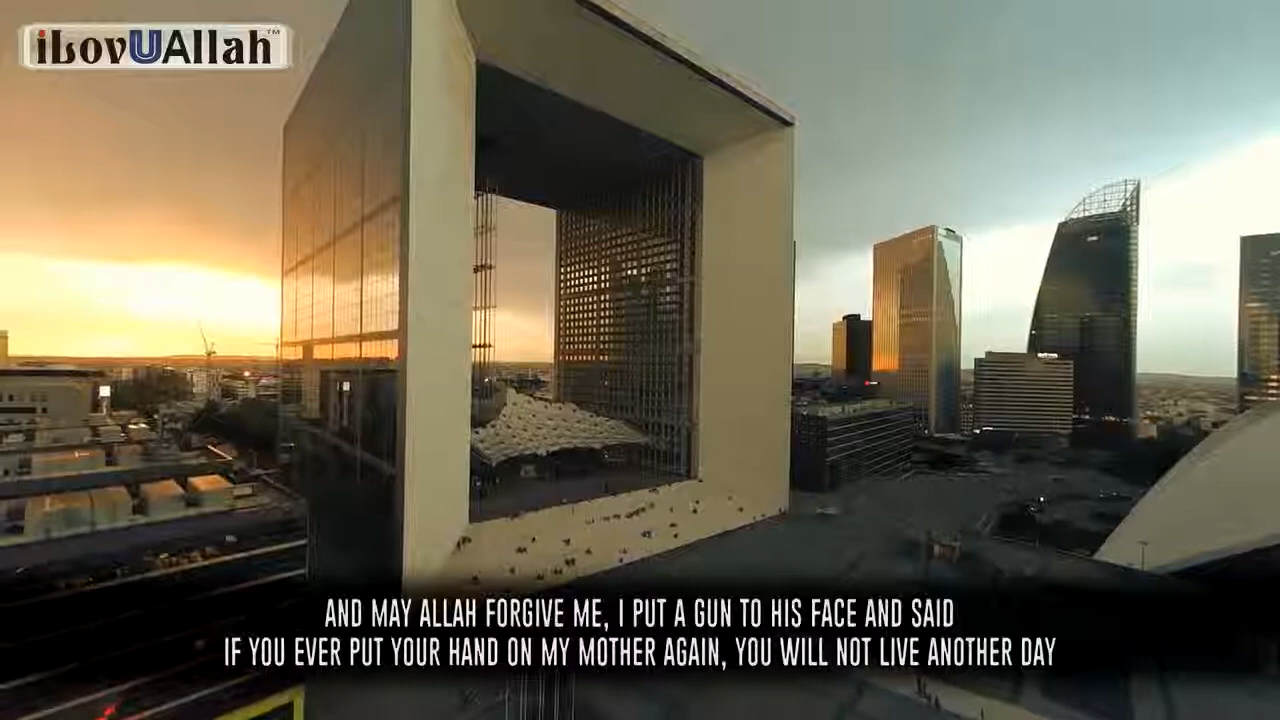 iLovUAllah™
AND MAY ALLAH FORGIVE ME, I PUT A GUN TO HIS FACE AND SAID
IF YOU EVER PUT YOUR HAND ON MY MOTHER AGAIN, YOU WILL NOT LIVE ANOTHER DAY